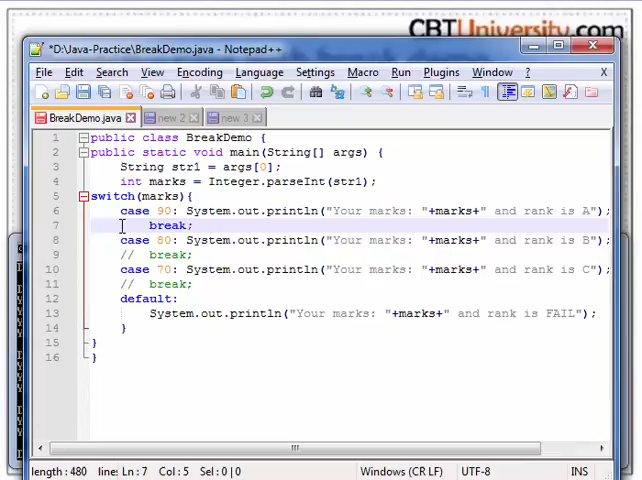 CBTUniversity.com
*D:\Java-Practice\BreakDemo.java - Notepad++
File Edit Search View Encoding Language Settings Macro Run Plugins Window ? X
BreakDemo.java new 2 new 3
1 public class BreakDemo {
2 public static void main(String[] args) {
3 String str1 = args[0];
4 int marks = Integer.parseInt(str1);
5 switch(marks){
6 case 90: System.out.println("Your marks: "+marks+" and rank is A");
7 break;
8 case 80: System.out.println("Your marks: "+marks+" and rank is B");
9 // break;
10 case 70: System.out.println("Your marks: "+marks+" and rank is C");
11 // break;
12 default:
13 System.out.println("Your marks: "+marks+" and rank is FAIL");
14 }
15 }
16 }
length : 480 line: Ln : 7 Col : 5 Sel : 0 | 0 Windows (CR LF) UTF-8 INS